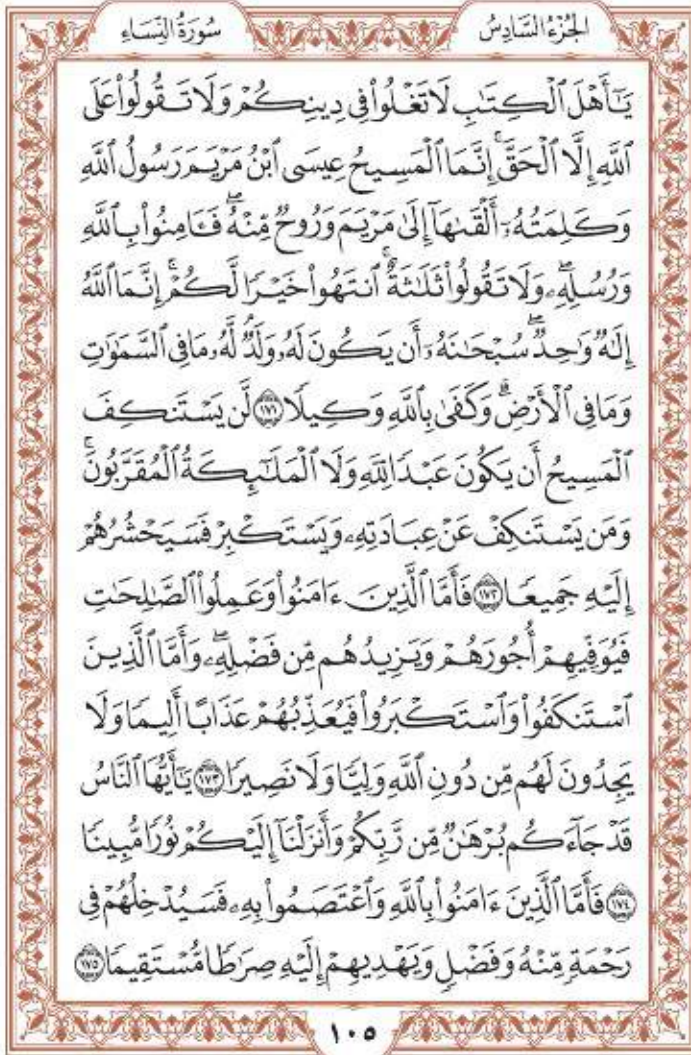 سُورَةُ النِّسَاءِ
الجُزْءُ السَّادِسُ
يَـٰٓأَهْلَ ٱلْكِتَـٰبِ لَا تَغْلُوا۟ فِى دِينِكُمْ وَلَا تَقُولُوا۟ عَلَى
ٱللَّهِ إِلَّا ٱلْحَقَّ ۚ إِنَّمَا ٱلْمَسِيحُ عِيسَى ٱبْنُ مَرْيَمَ رَسُولُ ٱللَّهِ
وَكَلِمَتُهُۥٓ أَلْقَىٰهَآ إِلَىٰ مَرْيَمَ وَرُوحٌ مِّنْهُ ۖ فَـَٔامِنُوا۟ بِٱللَّهِ
وَرُسُلِهِۦ ۖ وَلَا تَقُولُوا۟ ثَلَـٰثَةٌ ۚ ٱنتَهُوا۟ خَيْرًا لَّكُمْ ۚ إِنَّمَا ٱللَّهُ
إِلَـٰهٌ وَٰحِدٌ ۖ سُبْحَـٰنَهُۥٓ أَن يَكُونَ لَهُۥ وَلَدٌ ۘ لَّهُۥ مَا فِى ٱلسَّمَـٰوَٰتِ
وَمَا فِى ٱلْأَرْضِ ۗ وَكَفَىٰ بِٱللَّهِ وَكِيلًا ١٧١ لَّن يَسْتَنكِفَ
ٱلْمَسِيحُ أَن يَكُونَ عَبْدًا لِّلَّهِ وَلَا ٱلْمَلَـٰٓئِكَةُ ٱلْمُقَرَّبُونَ ۚ
وَمَن يَسْتَنكِفْ عَنْ عِبَادَتِهِۦ وَيَسْتَكْبِرْ فَسَيَحْشُرُهُمْ
إِلَيْهِ جَمِيعًا ١٧٢ فَأَمَّا ٱلَّذِينَ ءَامَنُوا۟ وَعَمِلُوا۟ ٱلصَّـٰلِحَـٰتِ
فَيُوَفِّيهِمْ أُجُورَهُمْ وَيَزِيدُهُم مِّن فَضْلِهِۦ ۖ وَأَمَّا ٱلَّذِينَ
ٱسْتَنكَفُوا۟ وَٱسْتَكْبَرُوا۟ فَيُعَذِّبُهُمْ عَذَابًا أَلِيمًا وَلَا
يَجِدُونَ لَهُم مِّن دُونِ ٱللَّهِ وَلِيًّا وَلَا نَصِيرًا ١٧٣ يَـٰٓأَيُّهَا ٱلنَّاسُ
قَدْ جَآءَكُم بُرْهَـٰنٌ مِّن رَّبِّكُمْ وَأَنزَلْنَآ إِلَيْكُمْ نُورًا مُّبِينًا
١٧٤ فَأَمَّا ٱلَّذِينَ ءَامَنُوا۟ بِٱللَّهِ وَٱعْتَصَمُوا۟ بِهِۦ فَسَيُدْخِلُهُمْ فِى
رَحْمَةٍ مِّنْهُ وَفَضْلٍ وَيَهْدِيهِمْ إِلَيْهِ صِرَٰطًا مُّسْتَقِيمًا ١٧٥
١٠٥